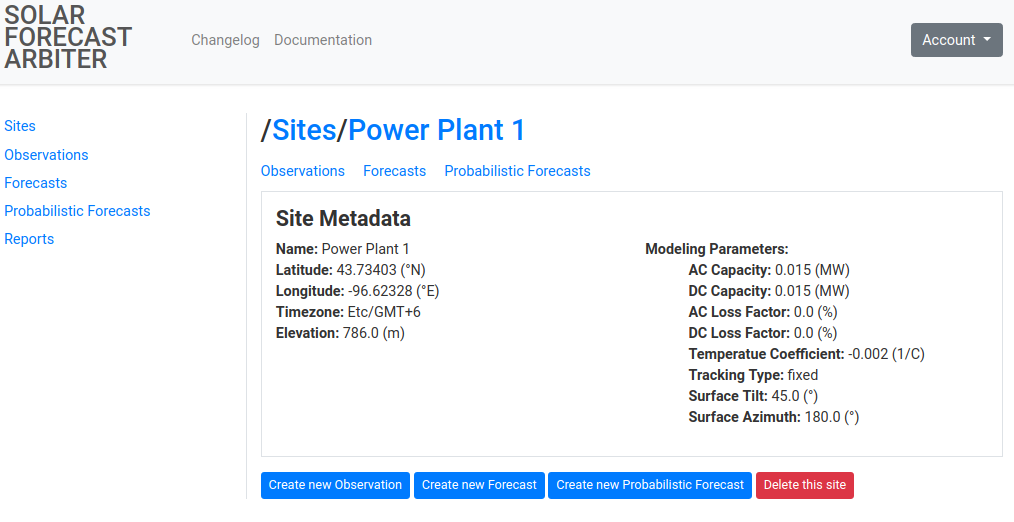 SOLAR
FORECAST
ARBITER
Changelog Documentation
Account
Sites
Observations
Forecasts
Probabilistic Forecasts
Reports
/Sites/Power Plant 1
Observations Forecasts Probabilistic Forecasts
Site Metadata
Name: Power Plant 1
Latitude: 43.73403 (°N)
Longitude: -96.62328 (°E)
Timezone: Etc/GMT+6
Elevation: 786.0 (m)
Modeling Parameters:
AC Capacity: 0.015 (MW)
DC Capacity: 0.015 (MW)
AC Loss Factor: 0.0 (%)
DC Loss Factor: 0.0 (%)
Temperatue Coefficient: -0.002 (1/C)
Tracking Type: fixed
Surface Tilt: 45.0 (°)
Surface Azimuth: 180.0 (°)
Create new Observation Create new Forecast Create new Probabilistic Forecast Delete this site